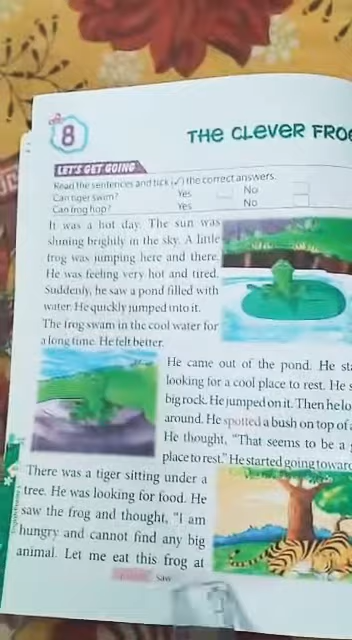 8
THE CLEVER FROG
LET'S GET GOING
Read the sentences and tick (✓) the correct answers.
Can tiger swim? Yes No
Can frog hop? Yes No
It was a hot day. The sun was
shining brightly in the sky. A little
frog was jumping here and there.
He was feeling very hot and tired.
Suddenly, he saw a pond filled with
water. He quickly jumped into it.
The frog swam in the cool water for
a long time. He felt better.
He came out of the pond. He
looking for a cool place to rest. He
big rock. He jumped on it. Then he
around. He spotted a bush on top of
He thought, "That seems to be a
place to rest." He started going
There was a tiger sitting under a
tree. He was looking for food. He
saw the frog and thought, "I am
hungry and cannot find any big
animal. Let me eat this frog at
saw